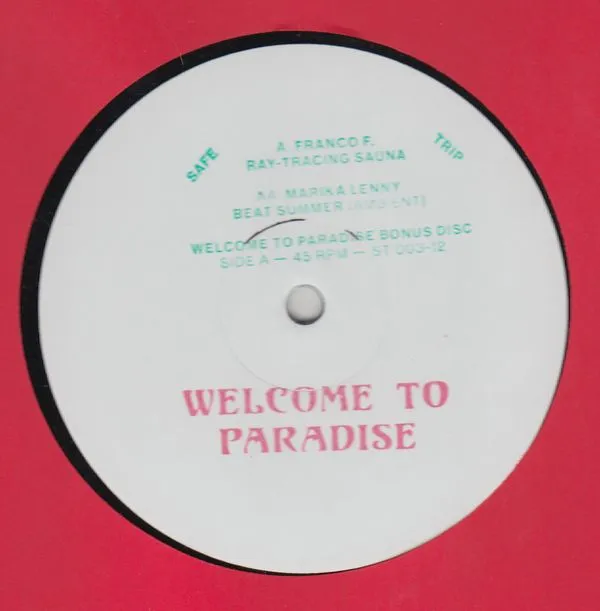 SAFE
TRIP
A. FRANCO F.
RAY-TRACING SAUNA
AA. MARIKA LENNY
BEAT SUMMER (AMBIENT)
WELCOME TO PARADISE BONUS DISC
SIDE A — 45 RPM — ST 003-12
WELCOME TO
PARADISE